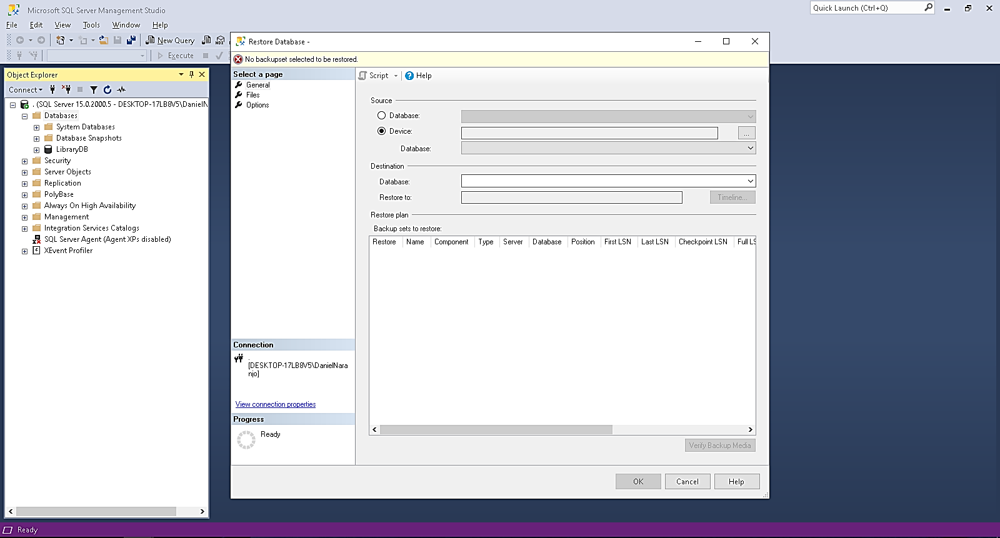 Microsoft SQL Server Management Studio
Quick Launch (Ctrl+Q)
File Edit View Tools Window Help
New Query
MDX
Execute
Object Explorer
Connect
. (SQL Server 15.0.2000.5 - DESKTOP-17LB8V5\DanielN
Databases
System Databases
Database Snapshots
LibraryDB
Security
Server Objects
Replication
PolyBase
Always On High Availability
Management
Integration Services Catalogs
SQL Server Agent (Agent XPs disabled)
XEvent Profiler
Restore Database -
No backupset selected to be restored.
Select a page
General
Files
Options
Connection
.
[DESKTOP-17LB8V5\DanielNara
njo]
View connection properties
Progress
Ready
Script Help
Source
Database:
Device:
...
Database:
Destination
Database:
Restore to:
Timeline...
Restore plan
Backup sets to restore:
Restore Name Component Type Server Database Position First LSN Last LSN Checkpoint LSN Full LS
Verify Backup Media
OK Cancel Help
Ready